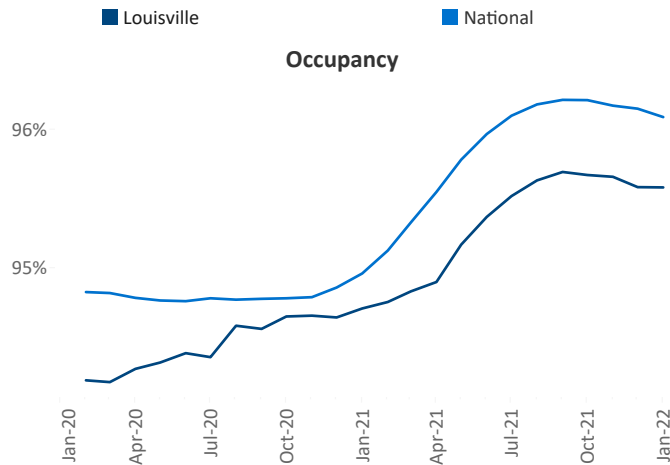 Louisville
National
Occupancy
96%
95%
Jan-20
Apr-20
Jul-20
Oct-20
Jan-21
Apr-21
Jul-21
Oct-21
Jan-22